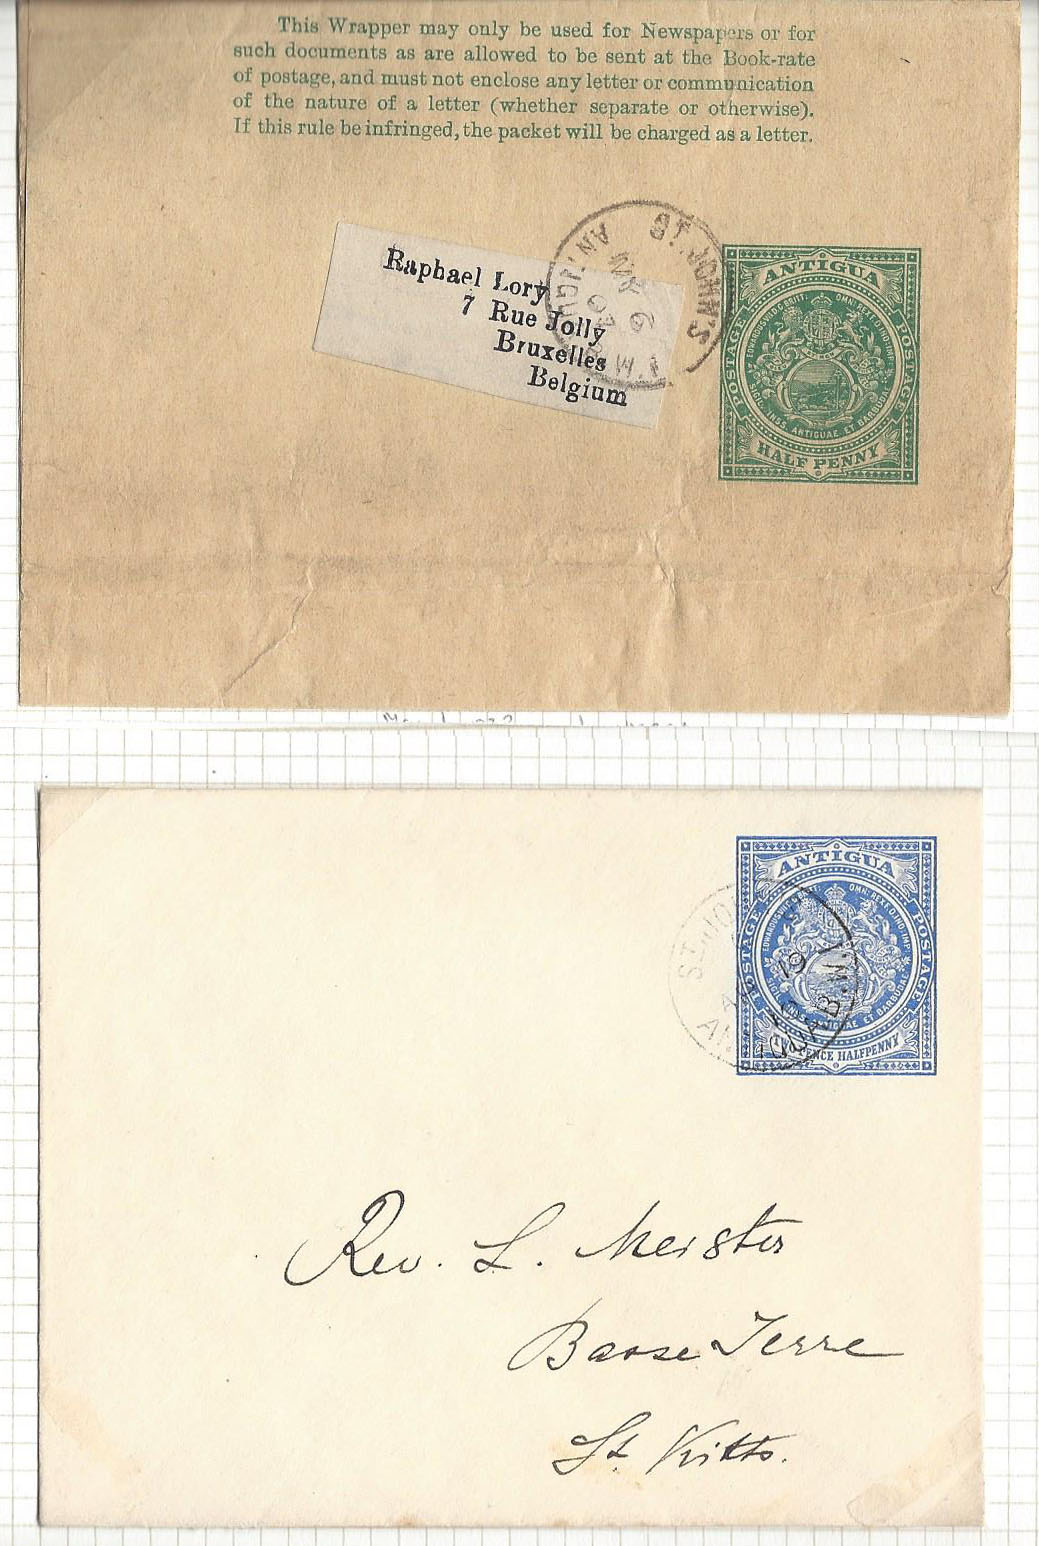 This Wrapper may only be used for Newspapers or for
such documents as are allowed to be sent at the Book-rate
of postage, and must not enclose any letter or communication
of the nature of a letter (whether separate or otherwise).
If this rule be infringed, the packet will be charged as a letter.
Raphael Lory
7 Rue Jolly
Bruxelles
Belgium
ST. JOHN'S
ANTIGUA B.W.I
ANTIGUA
POSTAGE
POSTAGE
HALF PENNY
ANTIGUA
POSTAGE
POSTAGE
HALFPENNY
ST. JO
19
B.W.I
Rev. L. Meister
Basse Terre
St Kitts.